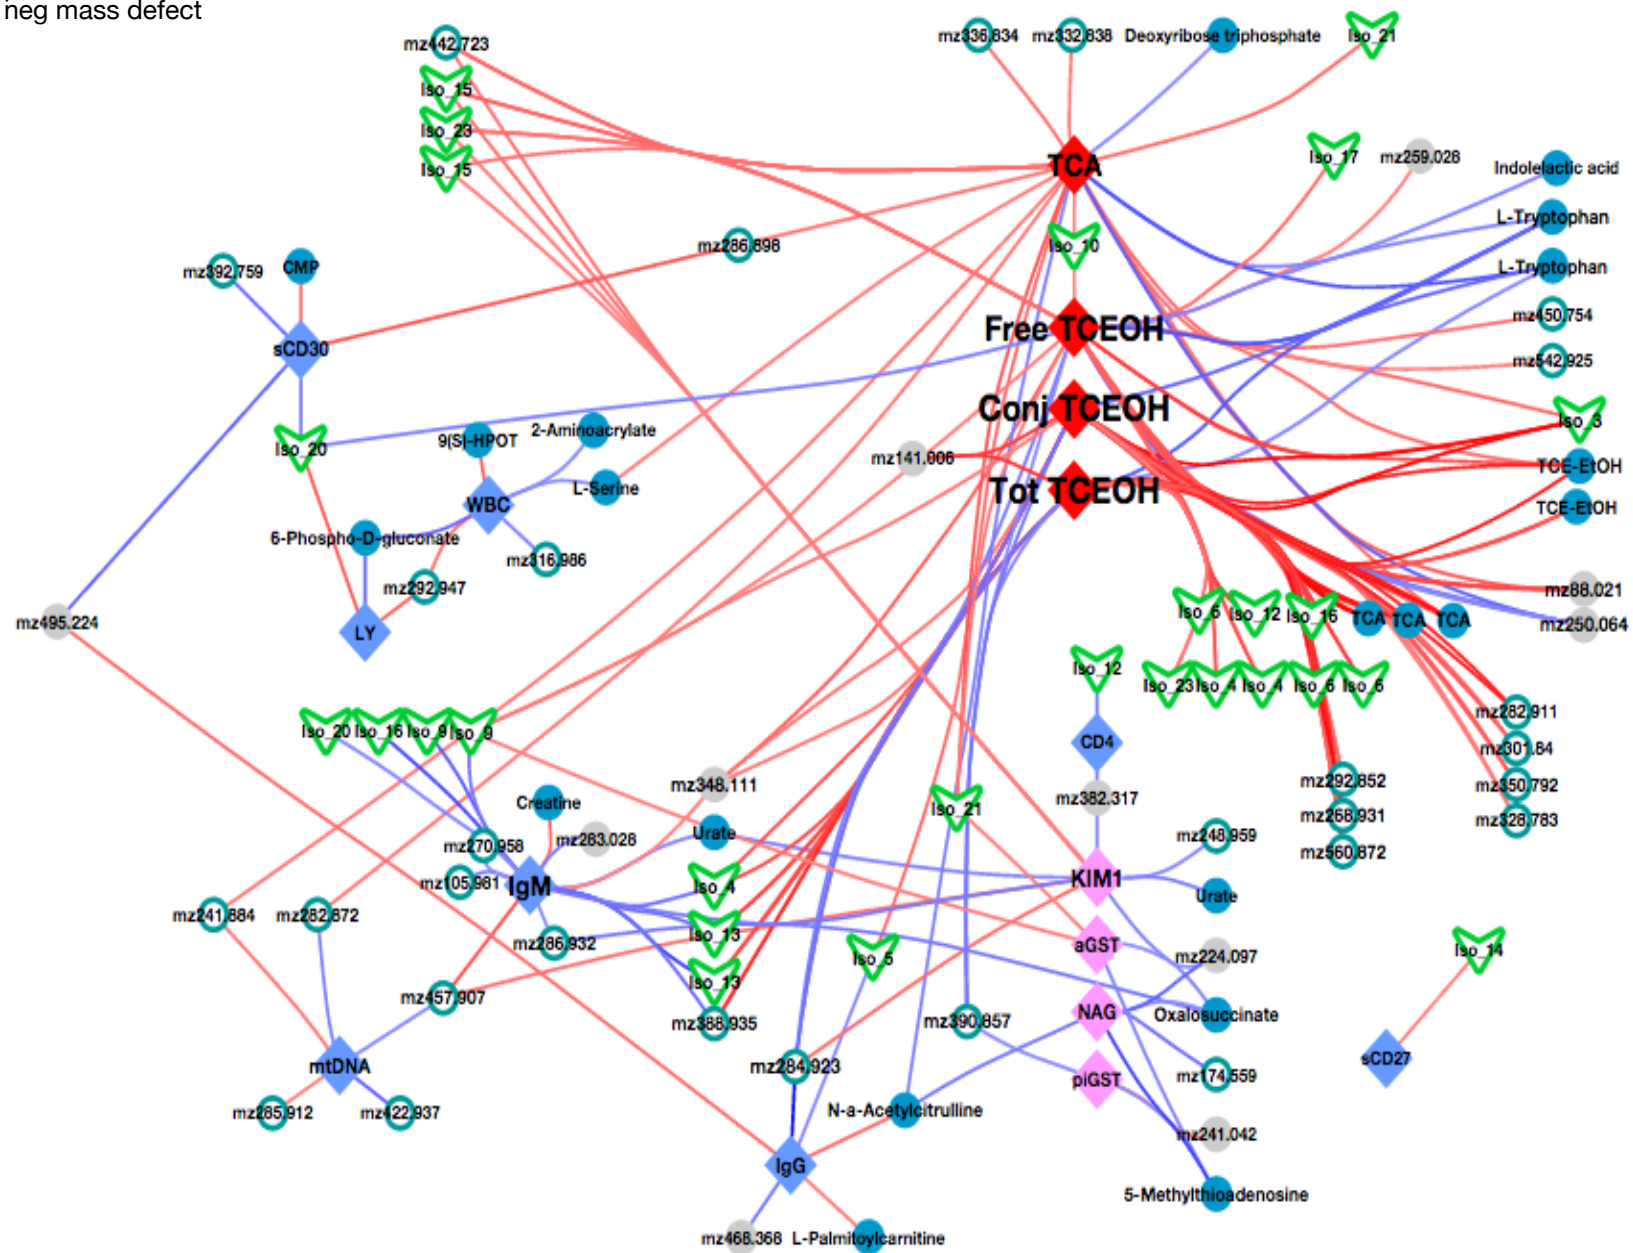 neg mass defect
mz442.723
mz336.834
mz332.838
Deoxyribose triphosphate
Iso_21
Iso_15
Iso_23
Iso_15
TCA
Iso_17
mz259.028
Indolelactic acid
L-Tryptophan
mz286.898
Iso_10
mz392.759
CMP
L-Tryptophan
mz450.754
Free TCEOH
sCD30
mz542.925
Conj TCEOH
Iso_3
9(S)-HPOT
2-Aminoacrylate
Iso_20
mz141.006
TCE-EtOH
L-Serine
Tot TCEOH
WBC
TCE-EtOH
6-Phospho-D-gluconate
mz316.986
mz292.947
mz88.021
mz495.224
LY
Iso_6
Iso_12
Iso_16
TCA
TCA
TCA
mz250.064
Iso_12
Iso_23
Iso_4
Iso_4
Iso_6
Iso_6
mz282.911
Iso_20
Iso_16
Iso_9
Iso_9
CD4
mz301.84
mz348.111
mz382.317
mz292.852
mz350.792
Creatine
Iso_21
mz268.931
mz328.783
mz270.958
mz283.028
Urate
mz248.959
mz560.872
mz105.981
IgM
Iso_4
KIM1
Urate
mz241.884
mz282.872
mz286.932
Iso_13
Iso_5
aGST
mz224.097
Iso_14
Iso_13
mz457.907
mz388.935
mz390.857
NAG
Oxalosuccinate
mtDNA
mz284.923
piGST
mz174.559
sCD27
mz285.912
mz422.937
N-a-Acetylcitrulline
mz241.042
IgG
5-Methylthioadenosine
mz468.368
L-Palmitoylcarnitine